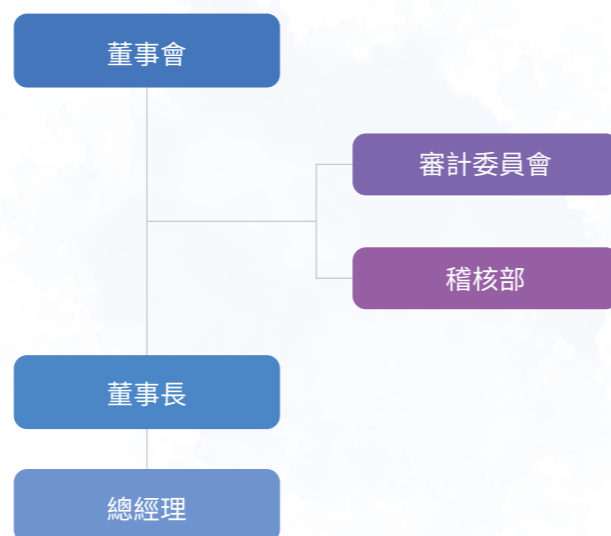 董事會
審計委員會
稽核部
董事長
總經理